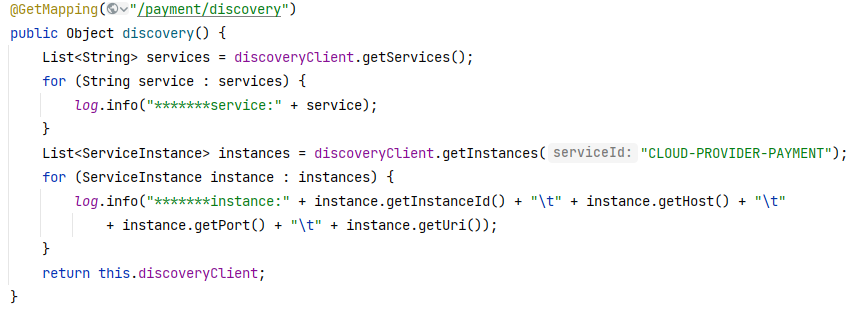 @GetMapping("/payment/discovery")
public Object discovery() {
    List<String> services = discoveryClient.getServices();
    for (String service : services) {
        log.info("*******service:" + service);
    }
    List<ServiceInstance> instances = discoveryClient.getInstances( serviceId: "CLOUD-PROVIDER-PAYMENT");
    for (ServiceInstance instance : instances) {
        log.info("*******instance:" + instance.getInstanceId() + "\t" + instance.getHost() + "\t"
            + instance.getPort() + "\t" + instance.getUri());
    }
    return this.discoveryClient;
}